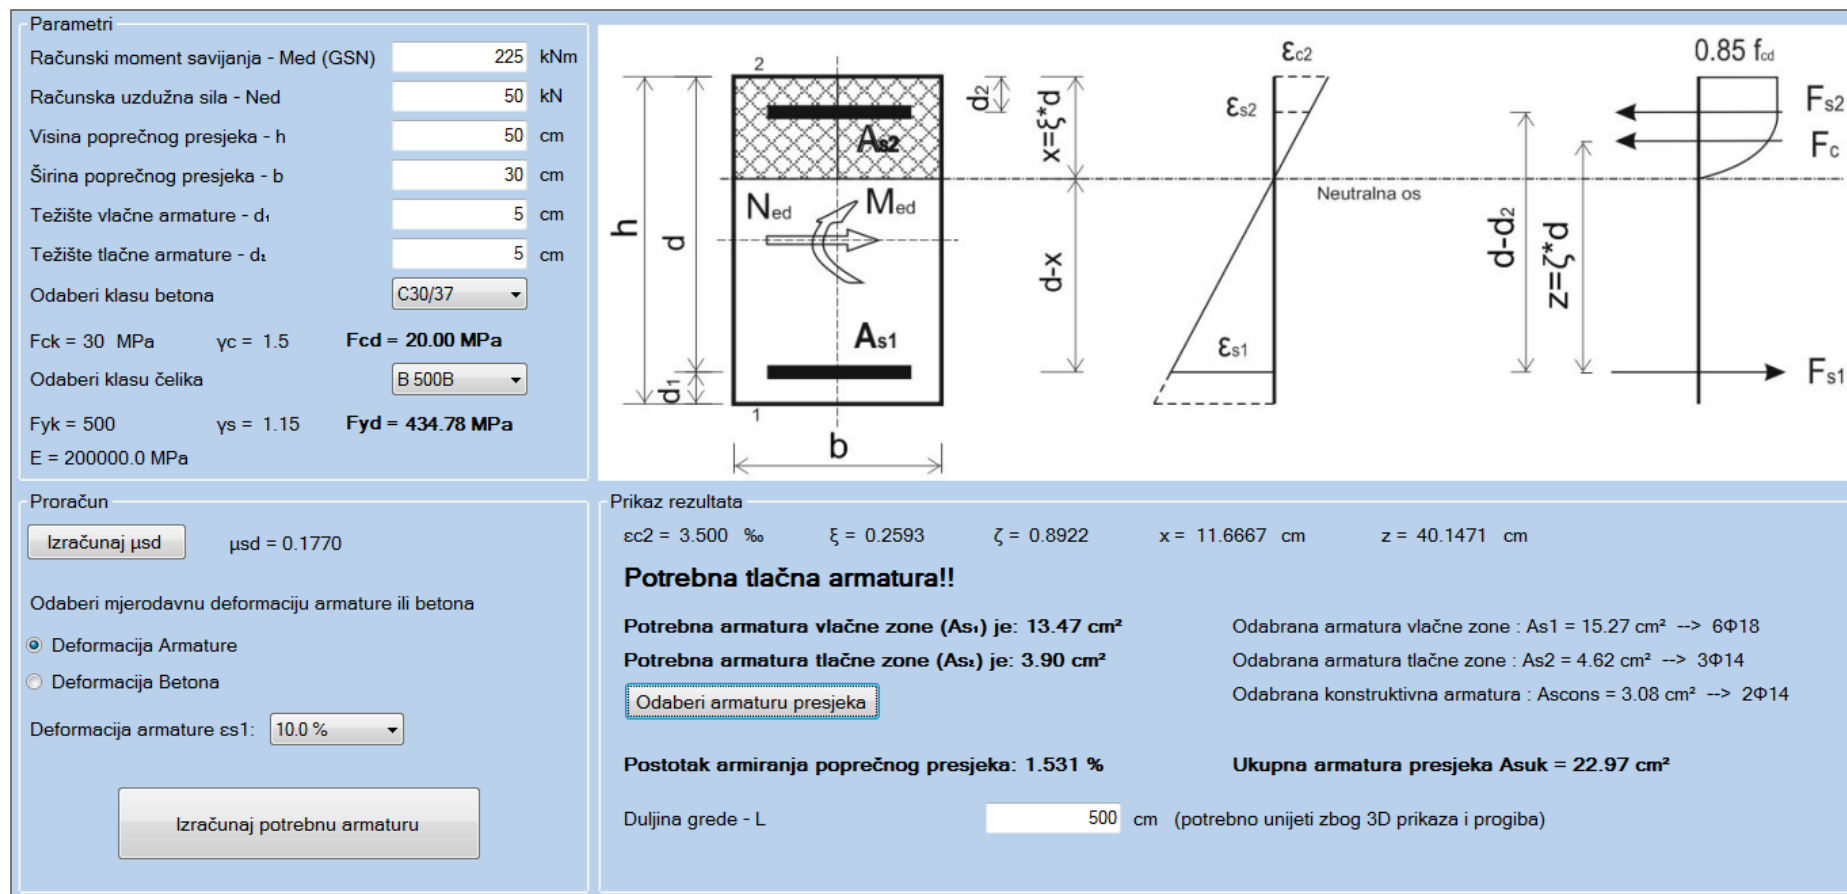 Parametri
Računski moment savijanja - Med (GSN) 225 kNm
Računska uzdužna sila - Ned 50 kN
Visina poprečnog presjeka - h 50 cm
Širina poprečnog presjeka - b 30 cm
Težište vlačne armature - d₁ 5 cm
Težište tlačne armature - d₂ 5 cm
Odaberi klasu betona C30/37
Fck = 30 MPa γc = 1.5 Fcd = 20.00 MPa
Odaberi klasu čelika B 500B
Fyk = 500 γs = 1.15 Fyd = 434.78 MPa
E = 200000.0 MPa
2
h
d
d₁
As2
Ned
Med
As1
1
b
d₂
x=ξ*d
d-x
εc2
εs2
Neutralna os
εs1
0.85 fcd
d-d₂
z=ζ*d
Fs2
Fc
Fs1
Proračun
Izračunaj μsd μsd = 0.1770
Odaberi mjerodavnu deformaciju armature ili betona
Deformacija Armature
Deformacija Betona
Deformacija armature εs1: 10.0 %
Izračunaj potrebnu armaturu
Prikaz rezultata
εc2 = 3.500 ‰ ξ = 0.2593 ζ = 0.8922 x = 11.6667 cm z = 40.1471 cm
Potrebna tlačna armatura!!
Potrebna armatura vlačne zone (As₁) je: 13.47 cm² Odabrana armatura vlačne zone : As1 = 15.27 cm² --> 6Φ18
Potrebna armatura tlačne zone (As₂) je: 3.90 cm² Odabrana armatura tlačne zone : As2 = 4.62 cm² --> 3Φ14
Odaberi armaturu presjeka Odabrana konstruktivna armatura : Ascons = 3.08 cm² --> 2Φ14
Postotak armiranja poprečnog presjeka: 1.531 % Ukupna armatura presjeka Asuk = 22.97 cm²
Duljina grede - L 500 cm (potrebno unijeti zbog 3D prikaza i progiba)